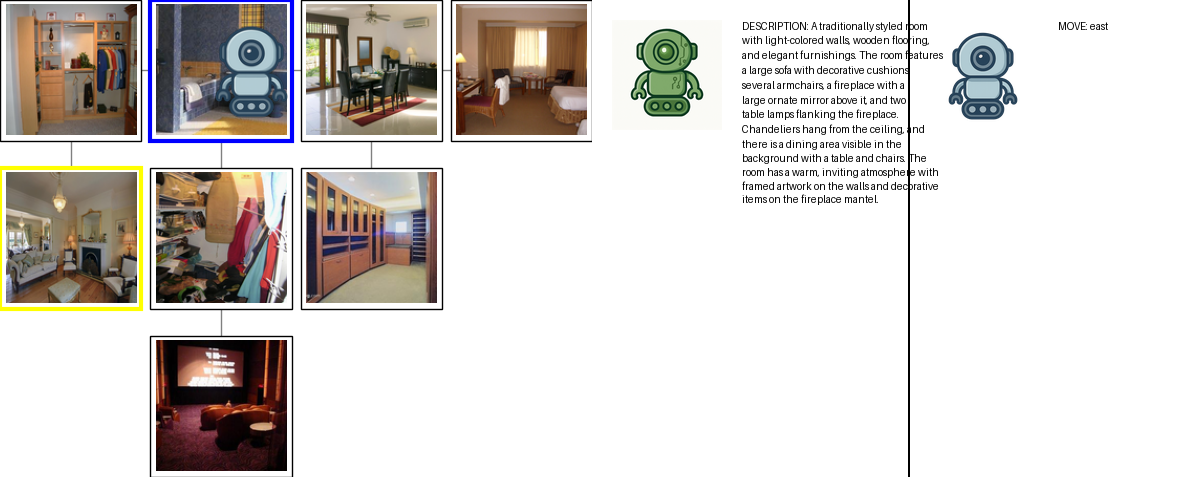 DESCRIPTION: A traditionally styled room
with light-colored walls, wooden flooring,
and elegant furnishings. The room features
a large sofa with decorative cushions,
several armchairs, a fireplace with a
large ornate mirror above it, and two
table lamps flanking the fireplace.
Chandeliers hang from the ceiling, and
there is a dining area visible in the
background with a table and chairs. The
room has a warm, inviting atmosphere with
framed artwork on the walls and decorative
items on the fireplace mantel.
MOVE: east